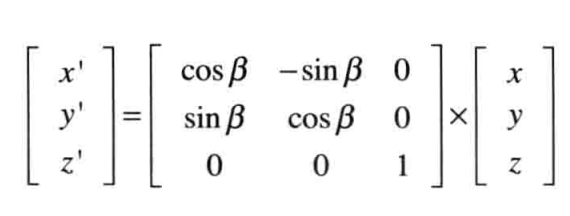 [ x' ] [ cos β −sin β 0 ] [ x ]
[ y' ] = [ sin β cos β 0 ] × [ y ]
[ z' ] [ 0 0 1 ] [ z ]